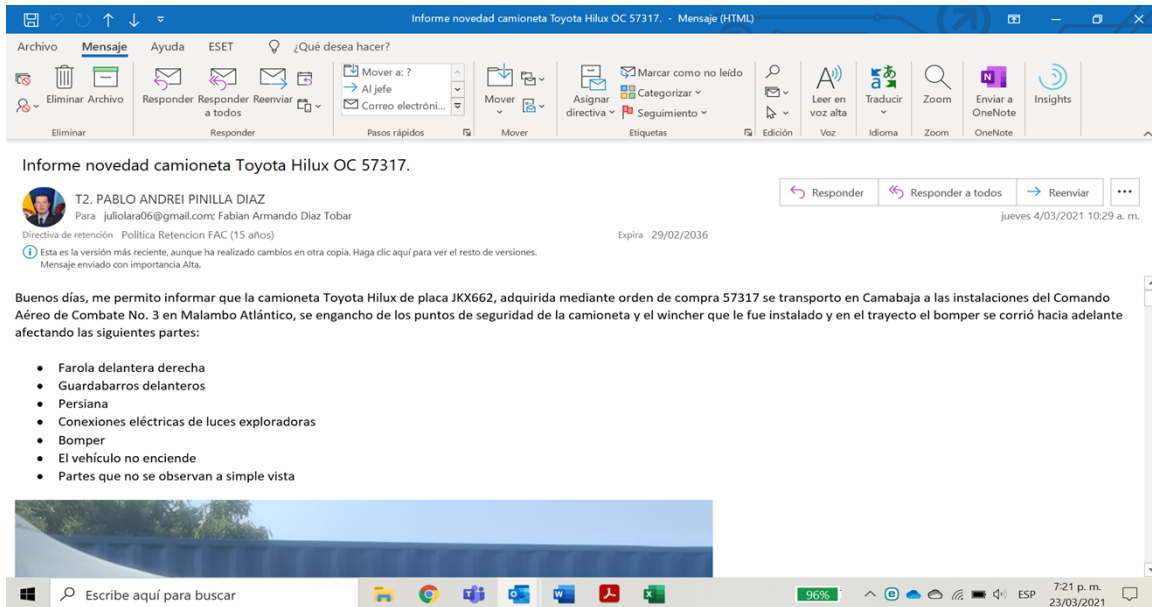 Informe novedad camioneta Toyota Hilux OC 57317.  -  Mensaje (HTML)
Archivo Mensaje Ayuda ESET ¿Qué desea hacer?
Eliminar Archivo
Responder Responder a todos Reenviar
Mover a: ?
Al jefe
Correo electróni...
Mover
Asignar directiva
Marcar como no leído
Categorizar
Seguimiento
Leer en voz alta
Traducir
Zoom
Enviar a OneNote
Insights
Eliminar Responder Pasos rápidos Mover Etiquetas Edición Voz Idioma Zoom OneNote
Informe novedad camioneta Toyota Hilux OC 57317.
T2. PABLO ANDREI PINILLA DIAZ
Responder Responder a todos Reenviar
Para juliolara06@gmail.com; Fabian Armando Diaz Tobar
jueves 4/03/2021 10:29 a. m.
Directiva de retención Politica Retencion FAC (15 años) Expira 29/02/2036
Esta es la versión más reciente, aunque ha realizado cambios en otra copia. Haga clic aquí para ver el resto de versiones.
Mensaje enviado con importancia Alta.
Buenos días, me permito informar que la camioneta Toyota Hilux de placa JKX662, adquirida mediante orden de compra 57317 se transporto en Camabaja a las instalaciones del Comando
Aéreo de Combate No. 3 en Malambo Atlántico, se engancho de los puntos de seguridad de la camioneta y el wincher que le fue instalado y en el trayecto el bomper se corrió hacia adelante
afectando las siguientes partes:
• Farola delantera derecha
• Guardabarros delanteros
• Persiana
• Conexiones eléctricas de luces exploradoras
• Bomper
• El vehículo no enciende
• Partes que no se observan a simple vista
Escribe aquí para buscar
96%
ESP
7:21 p. m.
23/03/2021